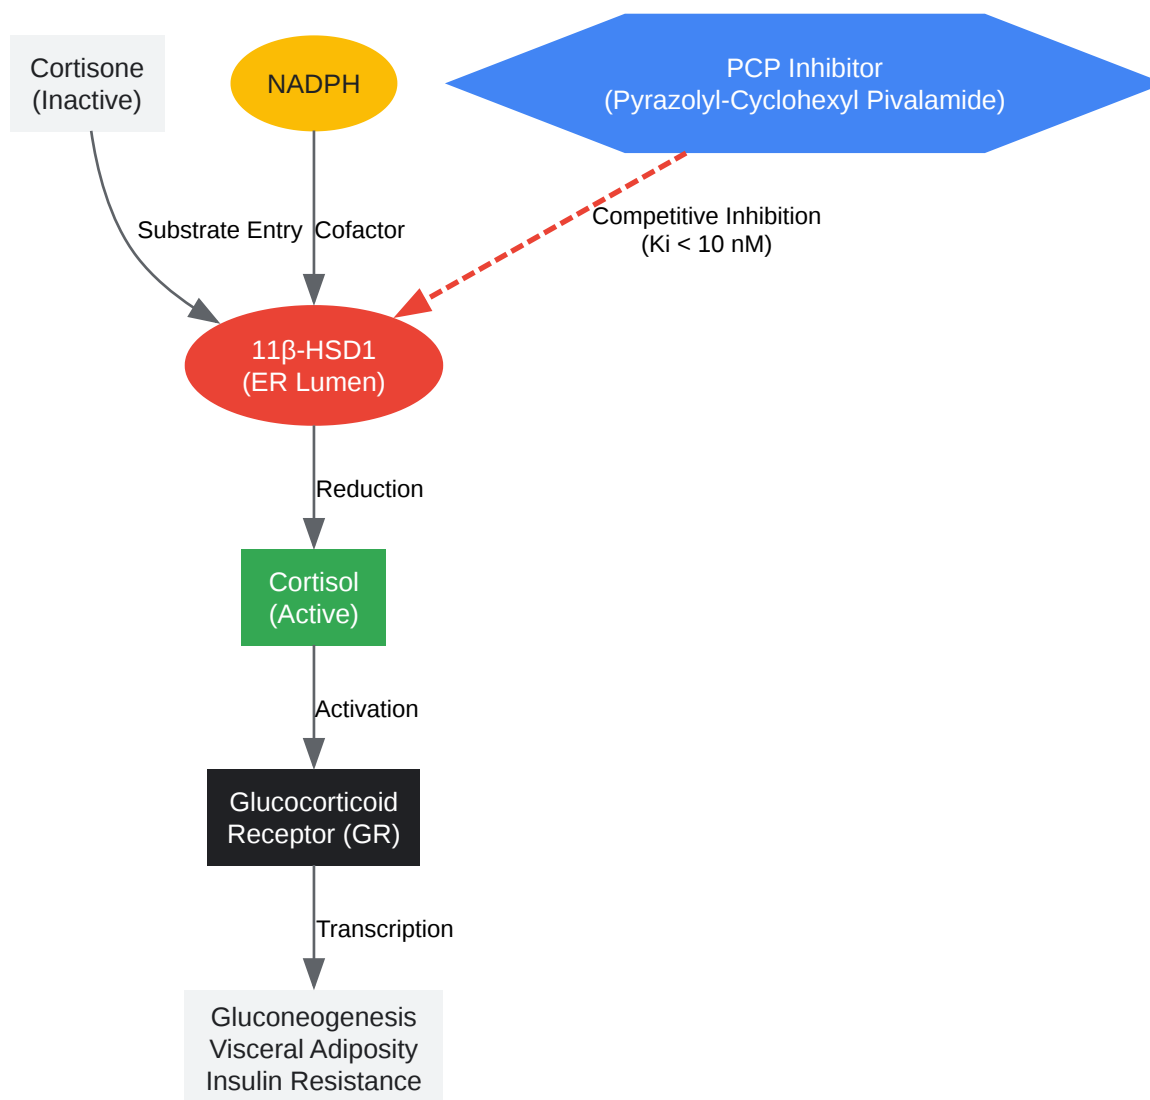 Cortisone
(Inactive)
NADPH
PCP Inhibitor
(Pyrazolyl-Cyclohexyl Pivalamide)
Substrate Entry
Cofactor
Competitive Inhibition
(Ki < 10 nM)
11β-HSD1
(ER Lumen)
Reduction
Cortisol
(Active)
Activation
Glucocorticoid
Receptor (GR)
Transcription
Gluconeogenesis
Visceral Adiposity
Insulin Resistance